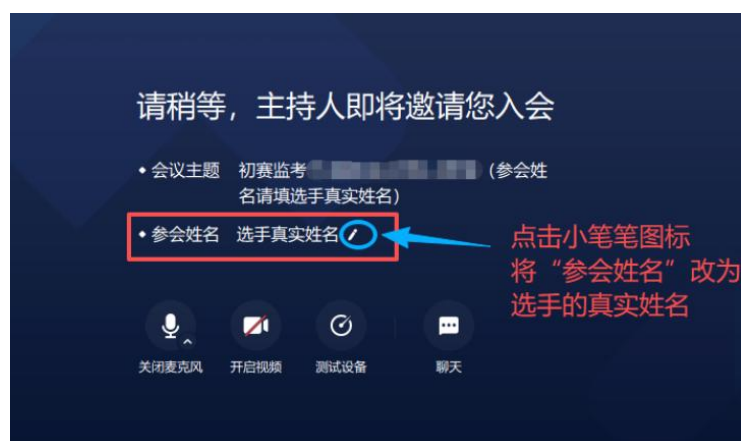 请稍等，主持人即将邀请您入会
• 会议主题 初赛监考（参会姓
名请填选手真实姓名）
• 参会姓名 选手真实姓名
点击小笔笔图标
将“参会姓名”改为
选手的真实姓名
关闭麦克风 开启视频 测试设备 聊天